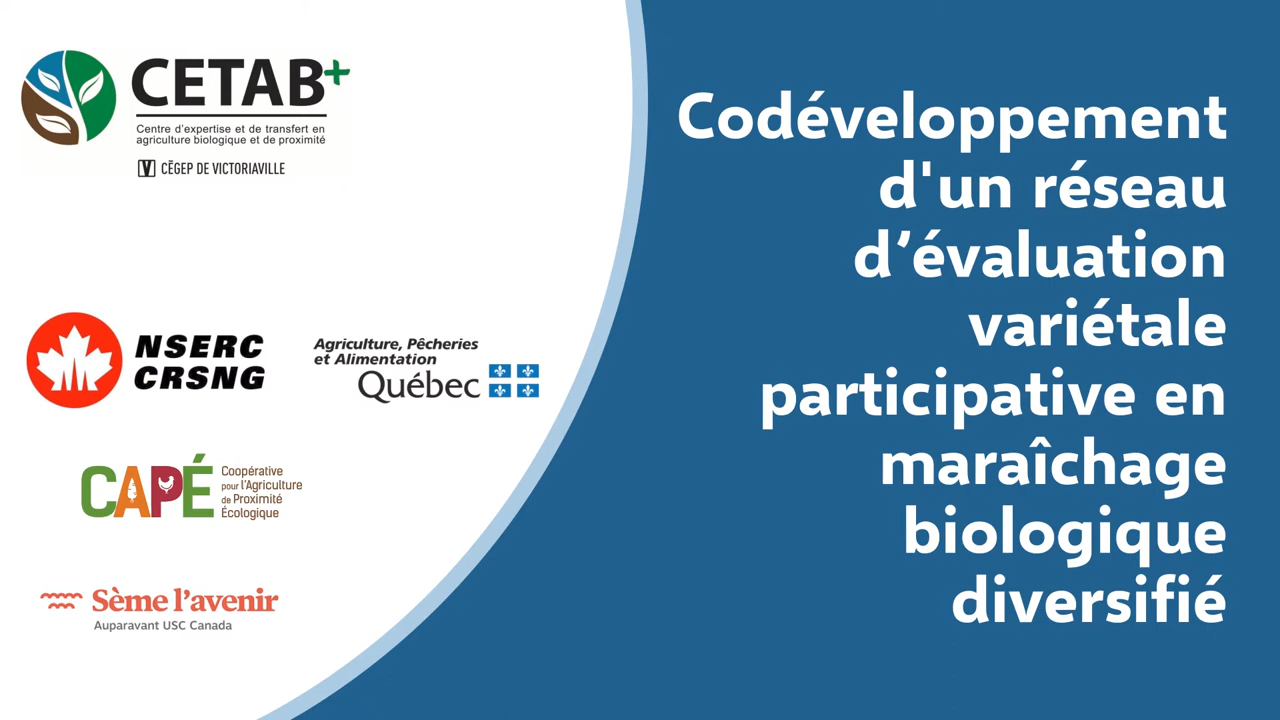 CETAB+
Centre d'expertise et de transfert en
agriculture biologique et de proximité
CÉGEP DE VICTORIAVILLE
NSERC
CRSNG
Agriculture, Pêcheries
et Alimentation
Québec
CAPÉ
Coopérative
pour l'Agriculture
de Proximité
Écologique
Sème l'avenir
Auparavant USC Canada
Codéveloppement
d'un réseau
d’évaluation
variétale
participative en
maraîchage
biologique
diversifié